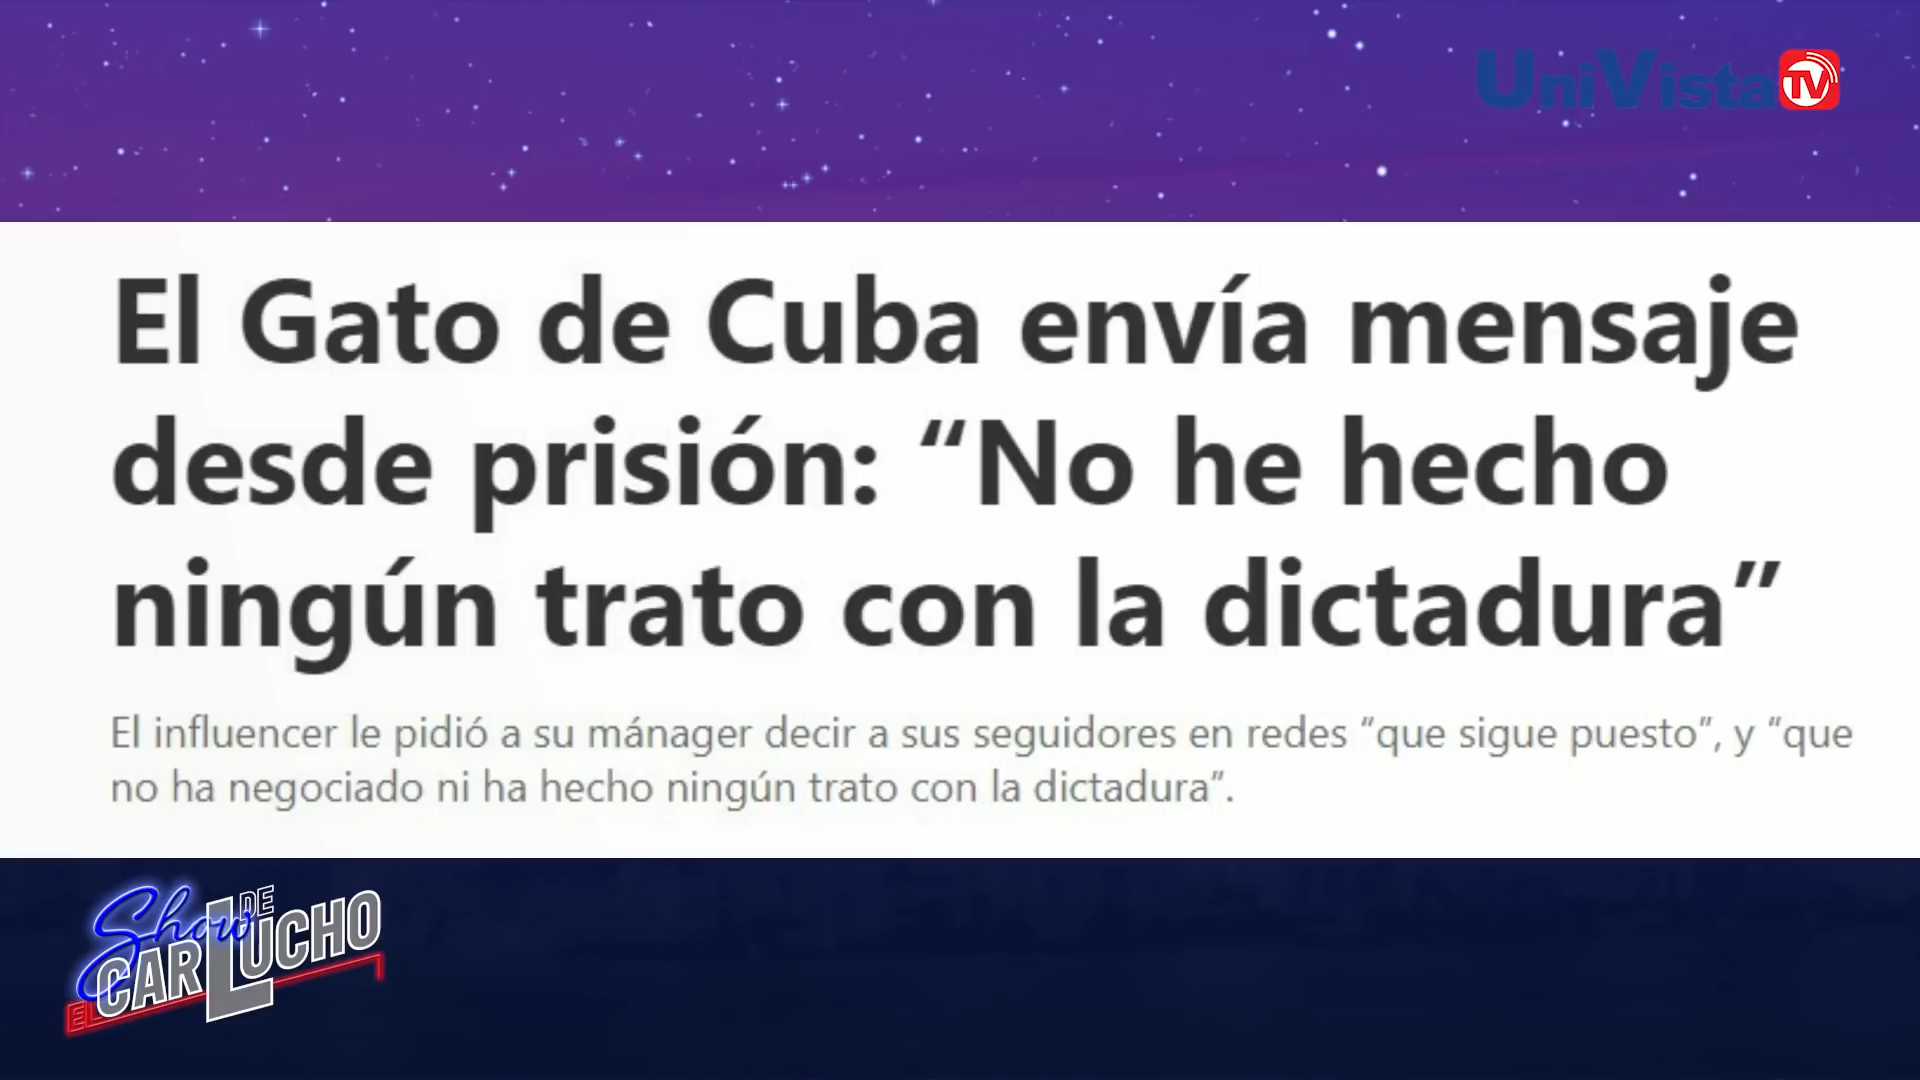 UniVista TV
El Gato de Cuba envía mensaje
desde prisión: “No he hecho
ningún trato con la dictadura”
El influencer le pidió a su mánager decir a sus seguidores en redes “que sigue puesto”, y “que
no ha negociado ni ha hecho ningún trato con la dictadura”.
EL Show DE
CARLUCHO